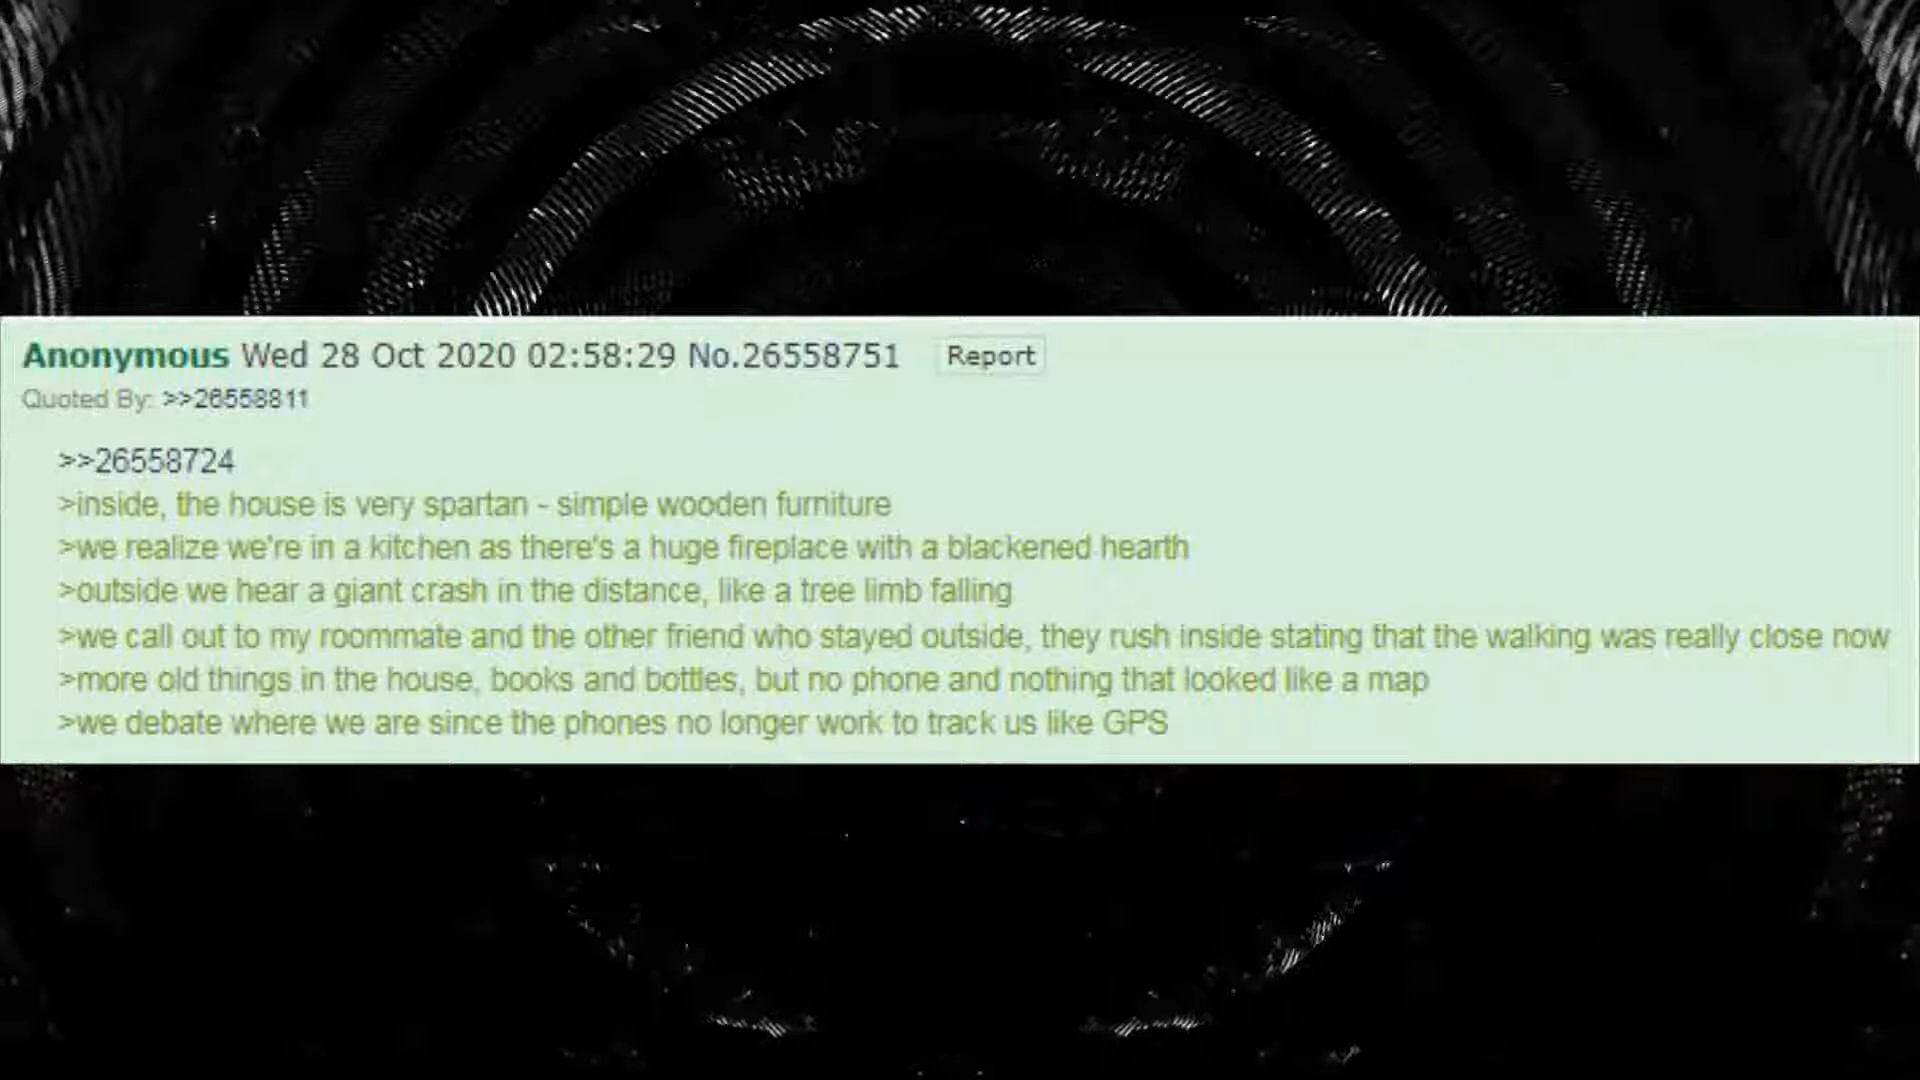 Anonymous Wed 28 Oct 2020 02:58:29 No.26558751 Report
Quoted By: >>26558811
>>26558724
>inside, the house is very spartan - simple wooden furniture
>we realize we're in a kitchen as there's a huge fireplace with a blackened hearth
>outside we hear a giant crash in the distance, like a tree limb falling
>we call out to my roommate and the other friend who stayed outside, they rush inside stating that the walking was really close now
>more old things in the house, books and bottles, but no phone and nothing that looked like a map
>we debate where we are since the phones no longer work to track us like GPS